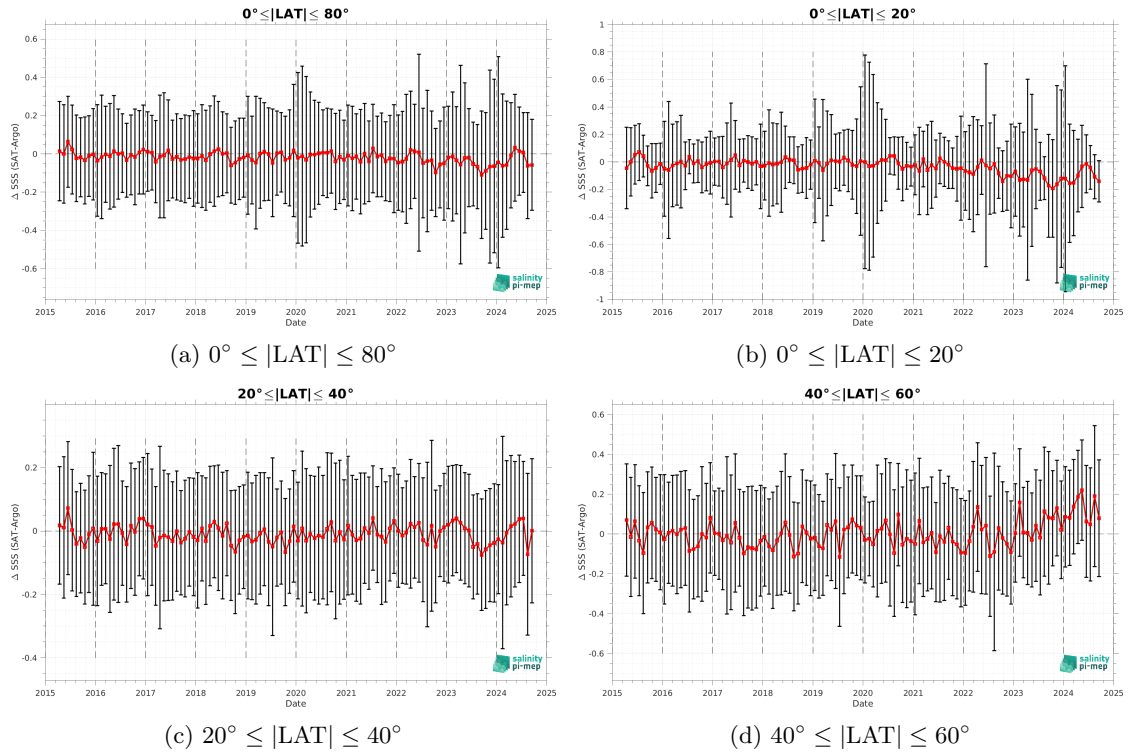 0°≤|LAT|≤ 80°
0.6
0.4
0.2
0
-0.2
-0.4
-0.6
Δ SSS (SAT-Argo)
salinity
pi-mep
2015 2016 2017 2018 2019 2020 2021 2022 2023 2024 2025
Date
(a) 0° ≤ |LAT| ≤ 80°
0°≤|LAT|≤ 20°
1
0.8
0.6
0.4
0.2
0
-0.2
-0.4
-0.6
-0.8
-1
Δ SSS (SAT-Argo)
salinity
pi-mep
2015 2016 2017 2018 2019 2020 2021 2022 2023 2024 2025
Date
(b) 0° ≤ |LAT| ≤ 20°
20°≤|LAT|≤ 40°
0.2
0
-0.2
-0.4
Δ SSS (SAT-Argo)
salinity
pi-mep
2015 2016 2017 2018 2019 2020 2021 2022 2023 2024 2025
Date
(c) 20° ≤ |LAT| ≤ 40°
40°≤|LAT|≤ 60°
0.6
0.4
0.2
0
-0.2
-0.4
-0.6
Δ SSS (SAT-Argo)
salinity
pi-mep
2015 2016 2017 2018 2019 2020 2021 2022 2023 2024 2025
Date
(d) 40° ≤ |LAT| ≤ 60°